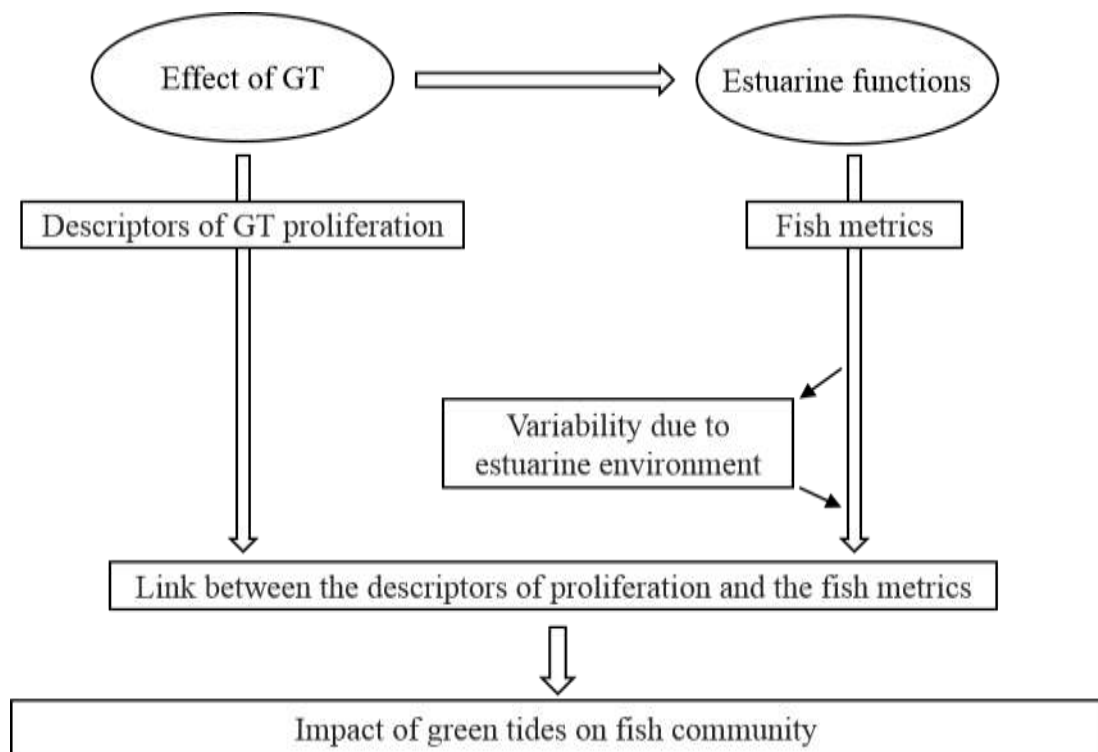 Effect of GT
Estuarine functions
Descriptors of GT proliferation
Fish metrics
Variability due to
estuarine environment
Link between the descriptors of proliferation and the fish metrics
Impact of green tides on fish community